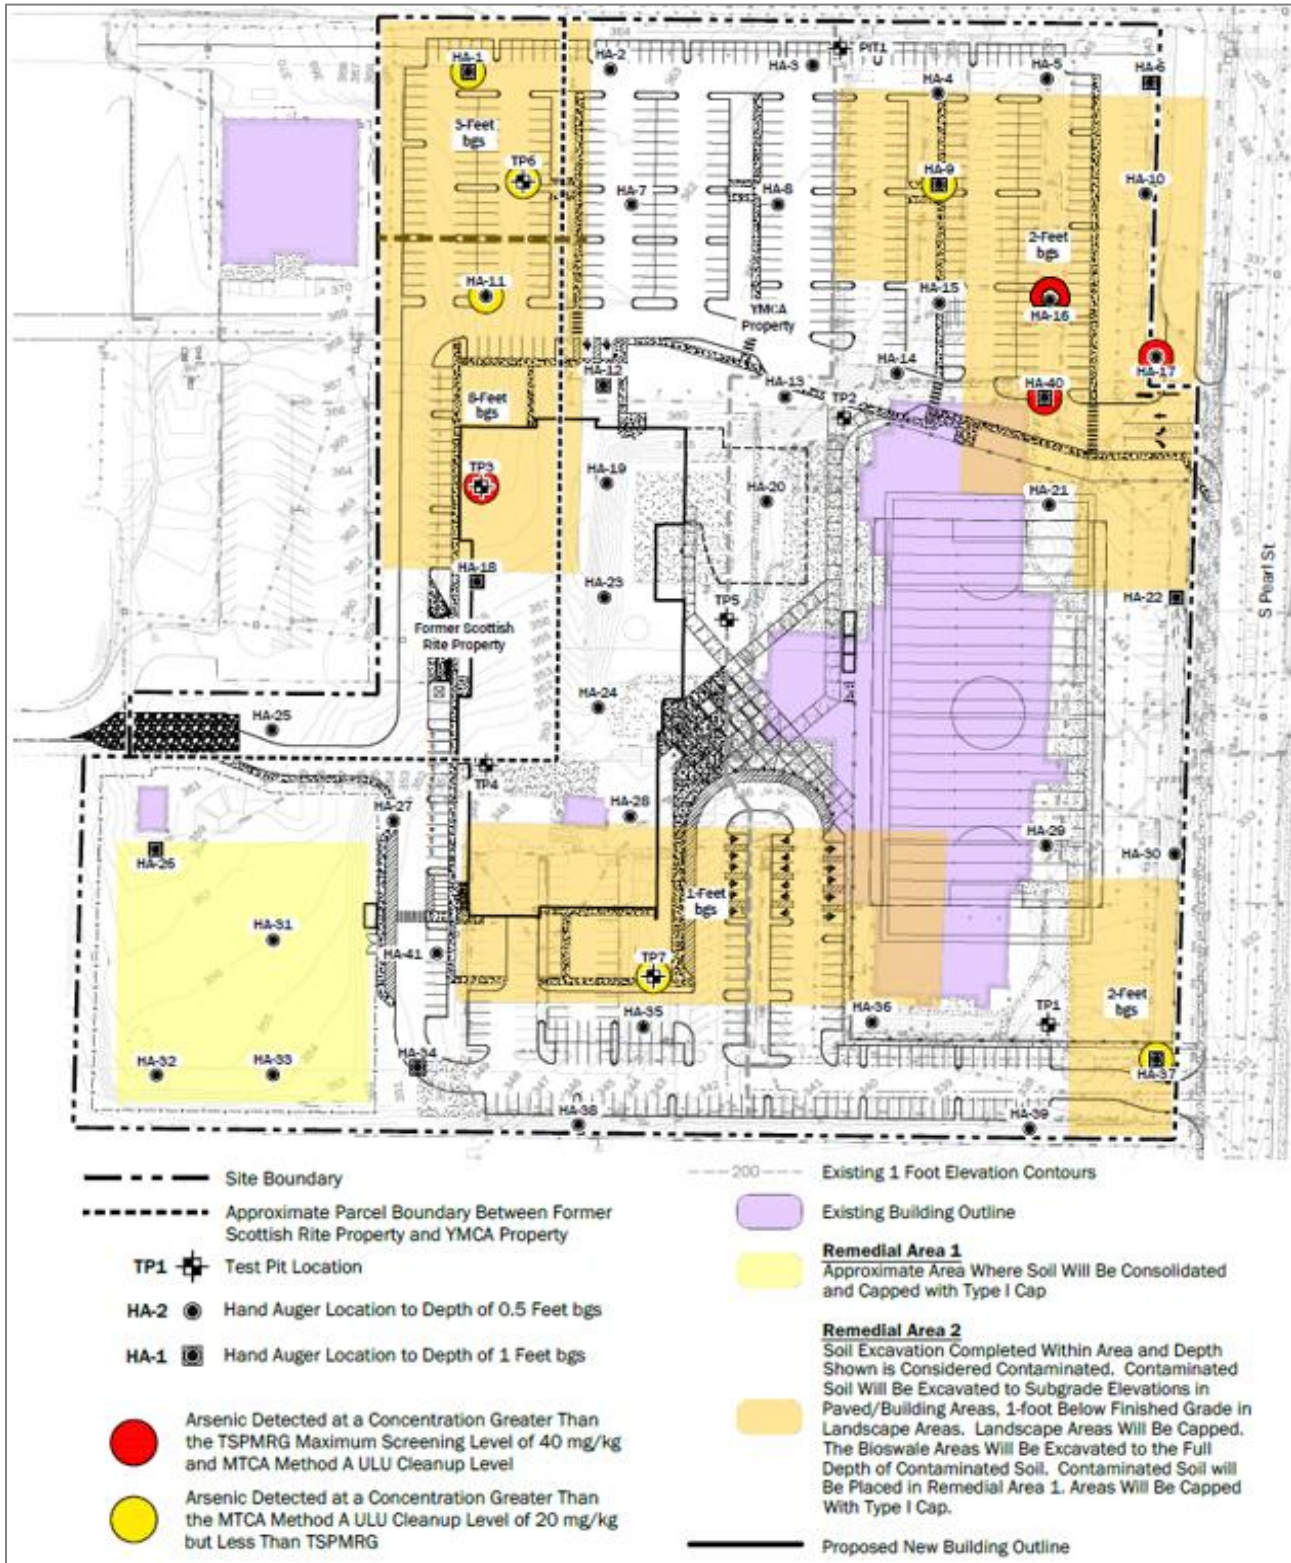 HA-1
HA-2
HA-3
PIT1
HA-4
HA-5
HA-6
3-Feet
bgs
TP6
HA-7
HA-8
HA-9
HA-10
2-Feet
bgs
HA-11
HA-15
HA-16
YMCA
Property
HA-17
HA-14
HA-12
HA-13
HA-40
8-Feet
bgs
TP2
TP3
HA-19
HA-20
HA-21
HA-18
HA-23
HA-22
TP5
S Pearl St
Former Scottish
Rite Property
HA-24
HA-25
TP4
HA-27
HA-28
HA-29
HA-26
HA-30
1-Feet
bgs
HA-31
HA-41
TP7
2-Feet
bgs
HA-35
HA-36
TP1
HA-32
HA-33
HA-34
HA-37
HA-38
HA-39
Site Boundary
Approximate Parcel Boundary Between Former
Scottish Rite Property and YMCA Property
TP1 Test Pit Location
HA-2 Hand Auger Location to Depth of 0.5 Feet bgs
HA-1 Hand Auger Location to Depth of 1 Feet bgs
Arsenic Detected at a Concentration Greater Than
the TSPMRG Maximum Screening Level of 40 mg/kg
and MTCA Method A ULU Cleanup Level
Arsenic Detected at a Concentration Greater Than
the MTCA Method A ULU Cleanup Level of 20 mg/kg
but Less Than TSPMRG
200 Existing 1 Foot Elevation Contours
Existing Building Outline
Remedial Area 1
Approximate Area Where Soil Will Be Consolidated
and Capped with Type I Cap
Remedial Area 2
Soil Excavation Completed Within Area and Depth
Shown is Considered Contaminated. Contaminated
Soil Will Be Excavated to Subgrade Elevations in
Paved/Building Areas, 1-foot Below Finished Grade in
Landscape Areas. Landscape Areas Will Be Capped.
The Bioswale Areas Will Be Excavated to the Full
Depth of Contaminated Soil. Contaminated Soil will
Be Placed in Remedial Area 1. Areas Will Be Capped
With Type I Cap.
Proposed New Building Outline